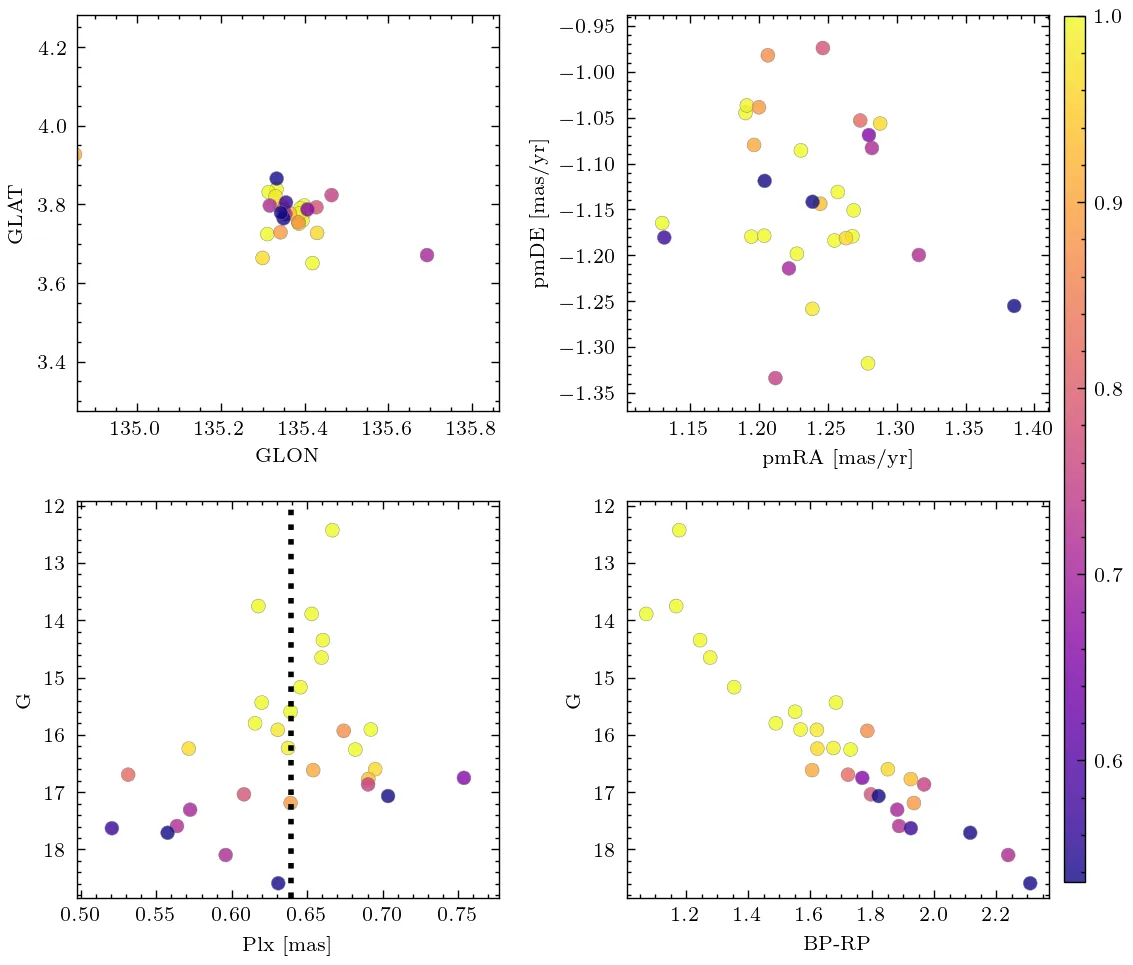 4.2
4.0
3.8
3.6
3.4
GLAT
135.0 135.2 135.4 135.6 135.8
GLON
−0.95
−1.00
−1.05
−1.10
−1.15
−1.20
−1.25
−1.30
−1.35
pmDE [mas/yr]
1.15 1.20 1.25 1.30 1.35 1.40
pmRA [mas/yr]
12
13
14
15
16
17
18
G
0.50 0.55 0.60 0.65 0.70 0.75
Plx [mas]
12
13
14
15
16
17
18
G
1.2 1.4 1.6 1.8 2.0 2.2
BP-RP
1.0
0.9
0.8
0.7
0.6